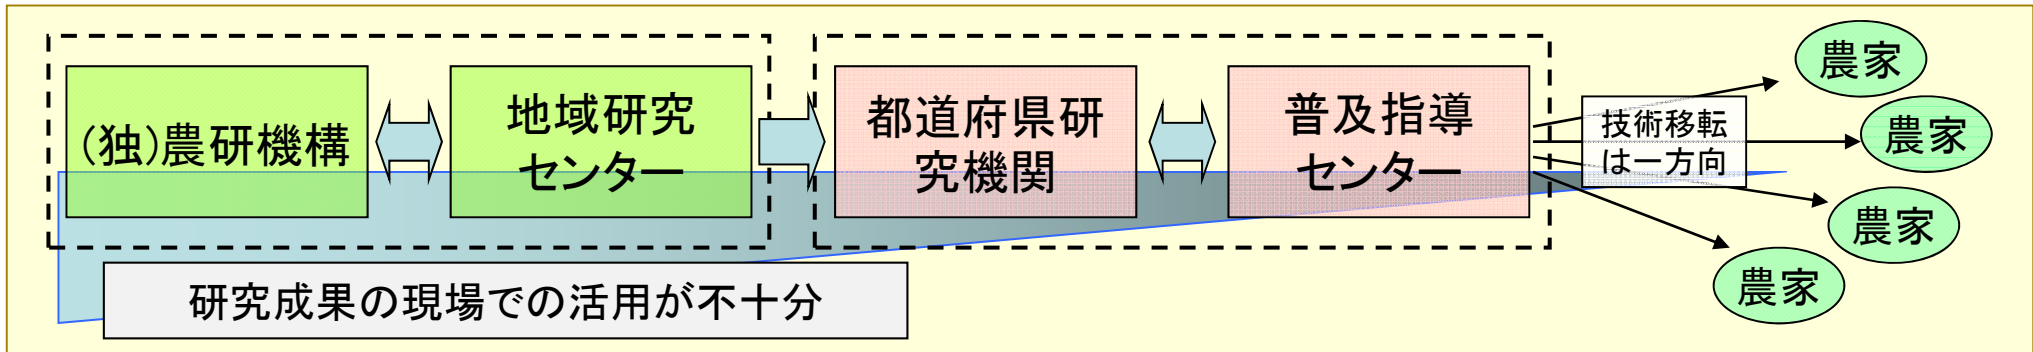 (独)農研機構
地域研究
センター
都道府県研
究機関
普及指導
センター
技術移転
は一方向
農家
農家
農家
農家
研究成果の現場での活用が不十分